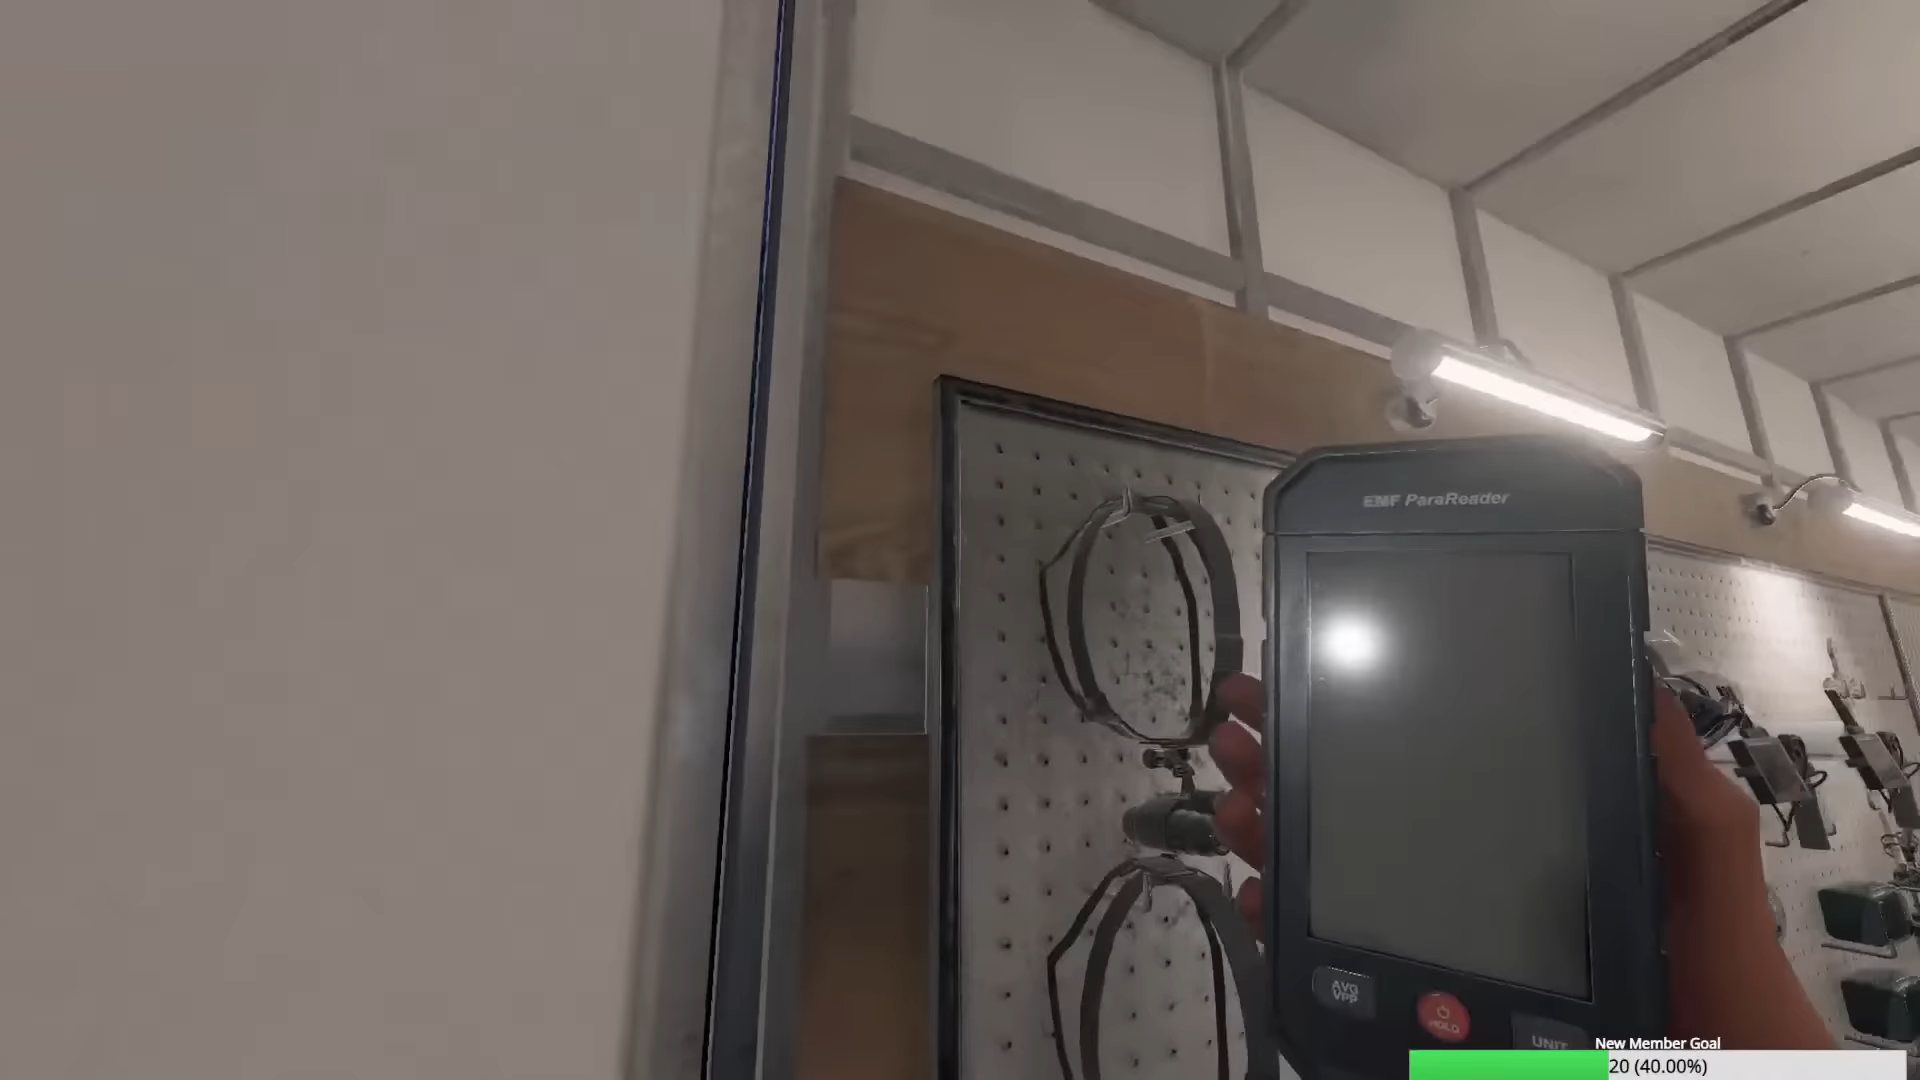 EMF ParaReader
AVG
VPP
HOLD
UNIT
New Member Goal
20 (40.00%)